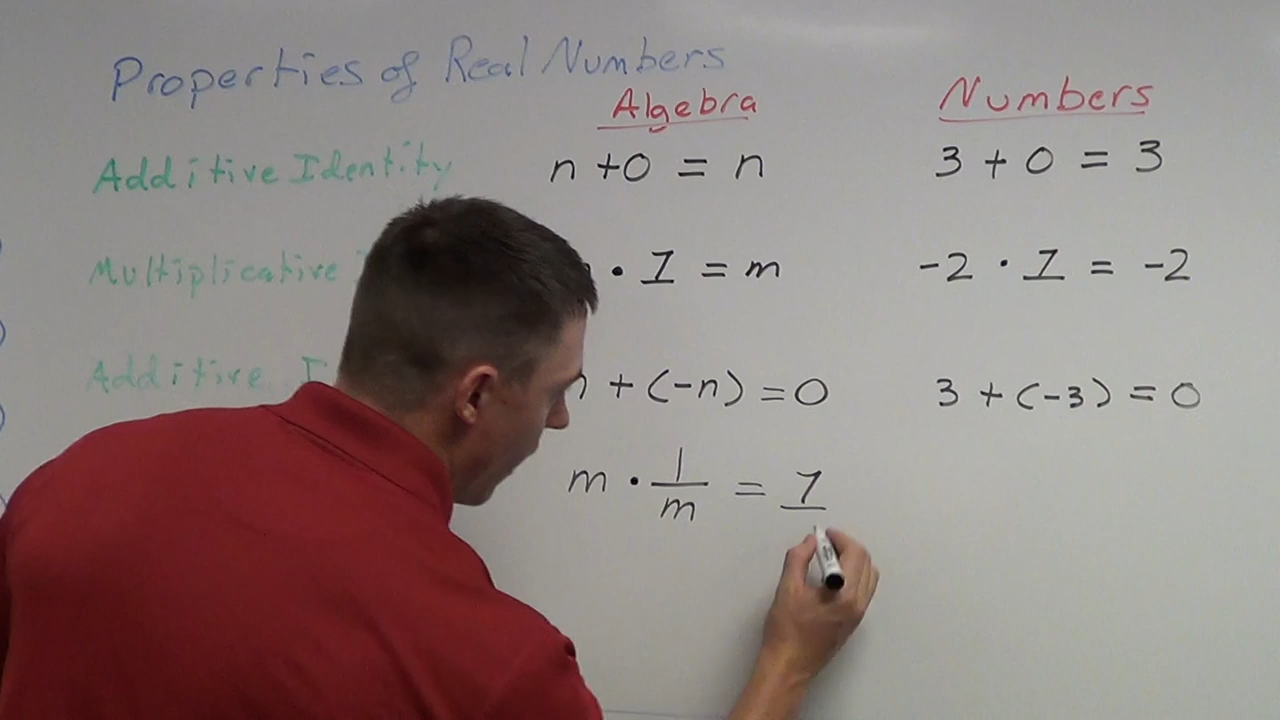 Properties of Real Numbers
Algebra Numbers
Additive Identity n + 0 = n 3 + 0 = 3
Multiplicative · 1 = m -2 · 1 = -2
Additive + (-n) = 0 3 + (-3) = 0
m · 1/m = 1